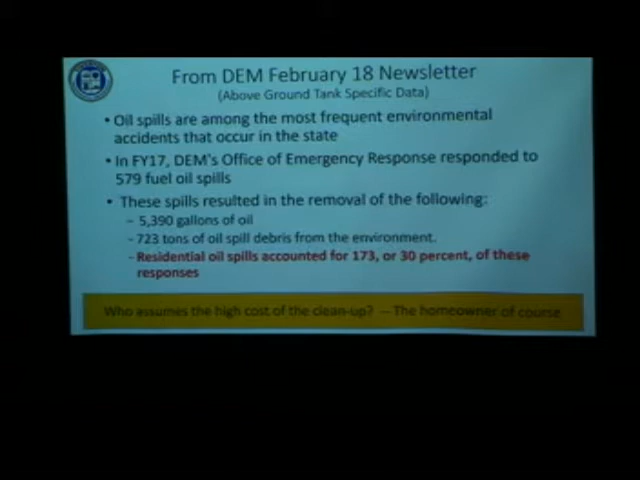 From DEM February 18 Newsletter
(Above Ground Tank Specific Data)
• Oil spills are among the most frequent environmental
accidents that occur in the state
• In FY17, DEM's Office of Emergency Response responded to
579 fuel oil spills
• These spills resulted in the removal of the following:
– 5,390 gallons of oil
– 723 tons of oil spill debris from the environment.
– Residential oil spills accounted for 173, or 30 percent, of these
responses
Who assumes the high cost of the clean-up? — The homeowner of course